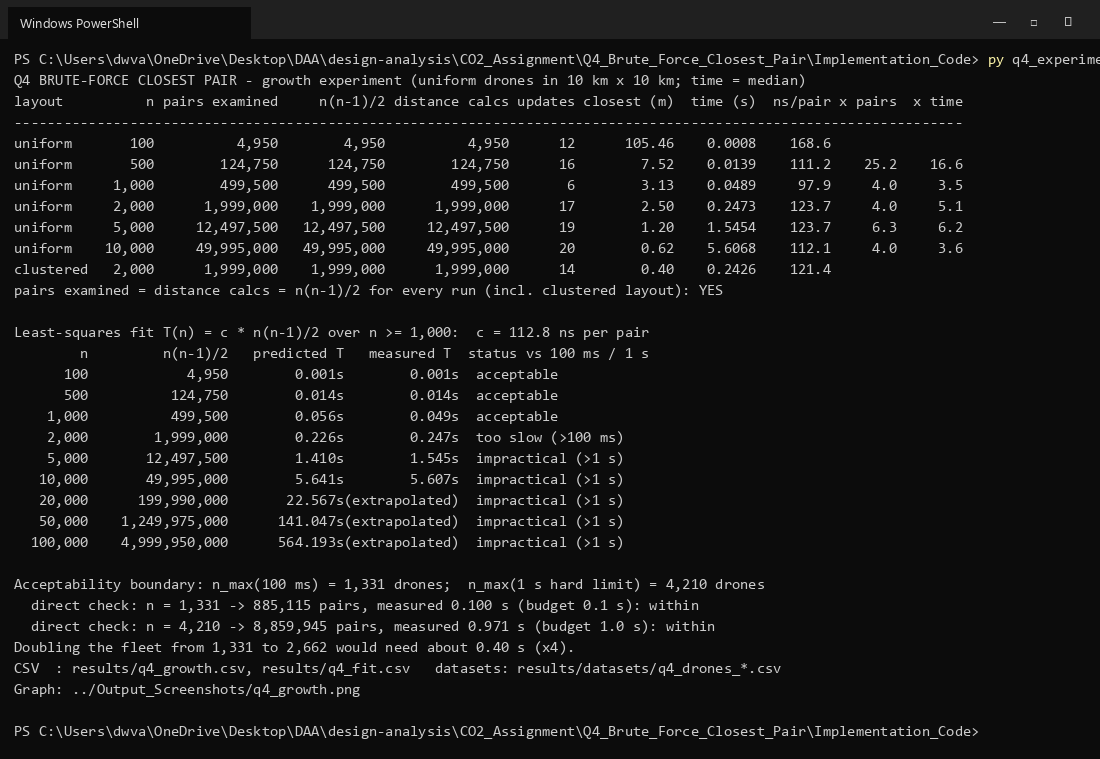 Windows PowerShell
PS C:\Users\dwva\OneDrive\Desktop\DAA\design-analysis\CO2_Assignment\Q4_Brute_Force_Closest_Pair\Implementation_Code> py q4_experime
Q4 BRUTE-FORCE CLOSEST PAIR - growth experiment (uniform drones in 10 km x 10 km; time = median)
layout          n pairs examined     n(n-1)/2 distance calcs updates closest (m)  time (s)  ns/pair x pairs  x time
-------------------------------------------------------------------------------------------------------------------
uniform       100          4,950        4,950          4,950      12      105.46    0.0008    168.6
uniform       500        124,750      124,750        124,750      16        7.52    0.0139    111.2    25.2    16.6
uniform     1,000        499,500      499,500        499,500       6        3.13    0.0489     97.9     4.0     3.5
uniform     2,000      1,999,000    1,999,000      1,999,000      17        2.50    0.2473    123.7     4.0     5.1
uniform     5,000     12,497,500   12,497,500     12,497,500      19        1.20    1.5454    123.7     6.3     6.2
uniform    10,000     49,995,000   49,995,000     49,995,000      20        0.62    5.6068    112.1     4.0     3.6
clustered   2,000      1,999,000    1,999,000      1,999,000      14        0.40    0.2426    121.4
pairs examined = distance calcs = n(n-1)/2 for every run (incl. clustered layout): YES
Least-squares fit T(n) = c * n(n-1)/2 over n >= 1,000:  c = 112.8 ns per pair
        n         n(n-1)/2   predicted T   measured T  status vs 100 ms / 1 s
      100            4,950        0.001s        0.001s  acceptable
      500          124,750        0.014s        0.014s  acceptable
    1,000          499,500        0.056s        0.049s  acceptable
    2,000        1,999,000        0.226s        0.247s  too slow (>100 ms)
    5,000       12,497,500        1.410s        1.545s  impractical (>1 s)
   10,000       49,995,000        5.641s        5.607s  impractical (>1 s)
   20,000      199,990,000       22.567s(extrapolated)  impractical (>1 s)
   50,000    1,249,975,000      141.047s(extrapolated)  impractical (>1 s)
  100,000    4,999,950,000      564.193s(extrapolated)  impractical (>1 s)
Acceptability boundary: n_max(100 ms) = 1,331 drones;  n_max(1 s hard limit) = 4,210 drones
  direct check: n = 1,331 -> 885,115 pairs, measured 0.100 s (budget 0.1 s): within
  direct check: n = 4,210 -> 8,859,945 pairs, measured 0.971 s (budget 1.0 s): within
Doubling the fleet from 1,331 to 2,662 would need about 0.40 s (x4).
CSV  : results/q4_growth.csv, results/q4_fit.csv   datasets: results/datasets/q4_drones_*.csv
Graph: ../Output_Screenshots/q4_growth.png
PS C:\Users\dwva\OneDrive\Desktop\DAA\design-analysis\CO2_Assignment\Q4_Brute_Force_Closest_Pair\Implementation_Code>